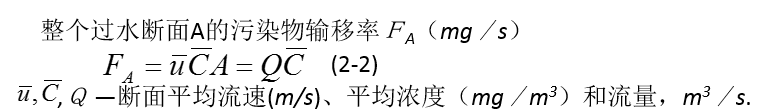 整个过水断面A的污染物输移率 F_A（mg／s）
F_A = u̅C̅A = QC̅ (2-2)
u̅, C̅, Q —断面平均流速(m/s)、平均浓度（mg／m³）和流量，m³／s.